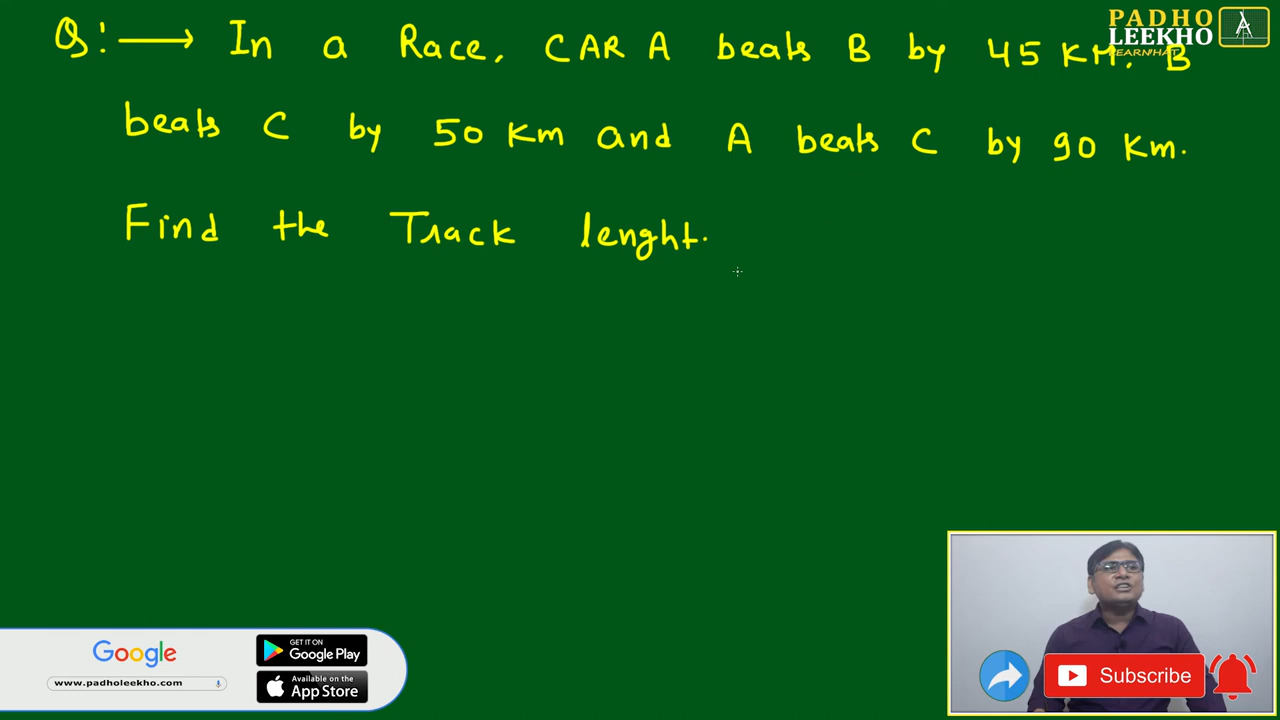 Q:→ In a Race, CAR A beats B by 45 KM. B
beats C by 50 Km and A beats C by 90 Km.
Find the Track lenght.
PADHO
LEEKHO
LEARN
Google
www.padholeekho.com
GET IT ON
Google Play
Available on the
App Store
Subscribe